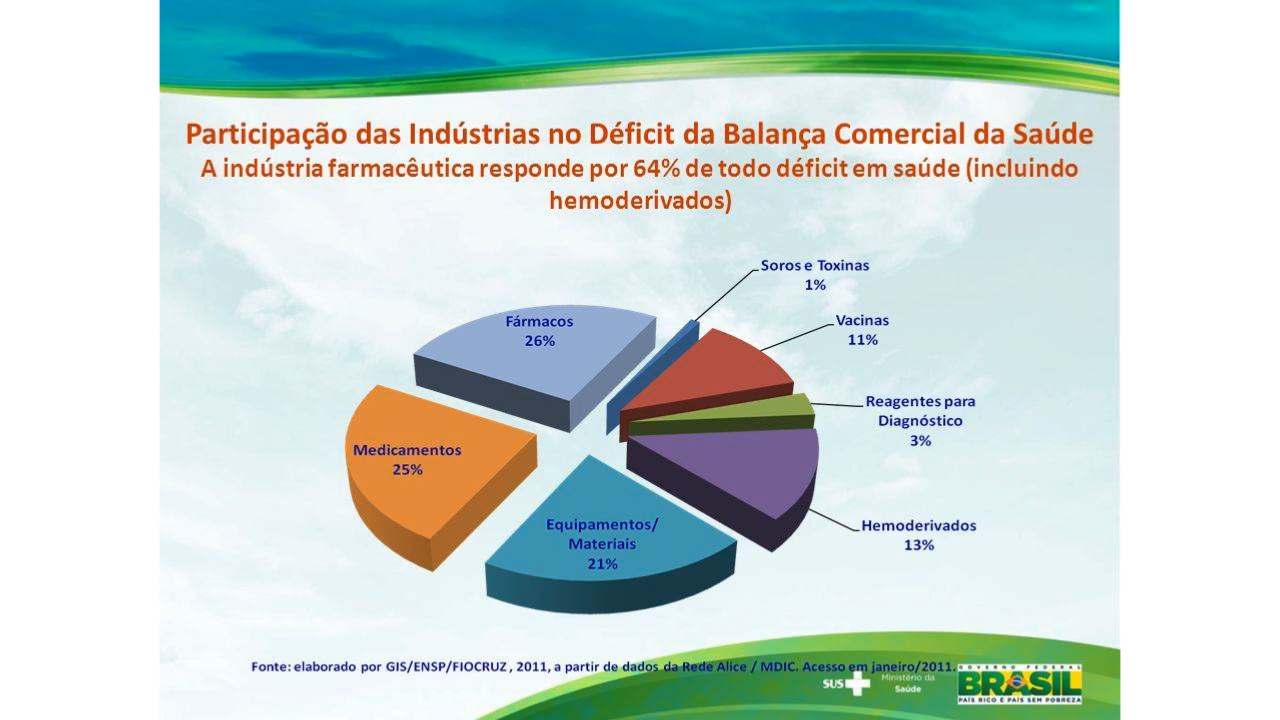 Participação das Indústrias no Déficit da Balança Comercial da Saúde
A indústria farmacêutica responde por 64% de todo déficit em saúde (incluindo
hemoderivados)
Soros e Toxinas
1%
Vacinas
11%
Reagentes para
Diagnóstico
3%
Hemoderivados
13%
Equipamentos/
Materiais
21%
Medicamentos
25%
Fármacos
26%
Fonte: elaborado por GIS/ENSP/FIOCRUZ , 2011, a partir de dados da Rede Alice / MDIC. Acesso em janeiro/2011.
SUS
Ministério da
Saúde
GOVERNO FEDERAL
BRASIL
PAÍS RICO É PAÍS SEM POBREZA